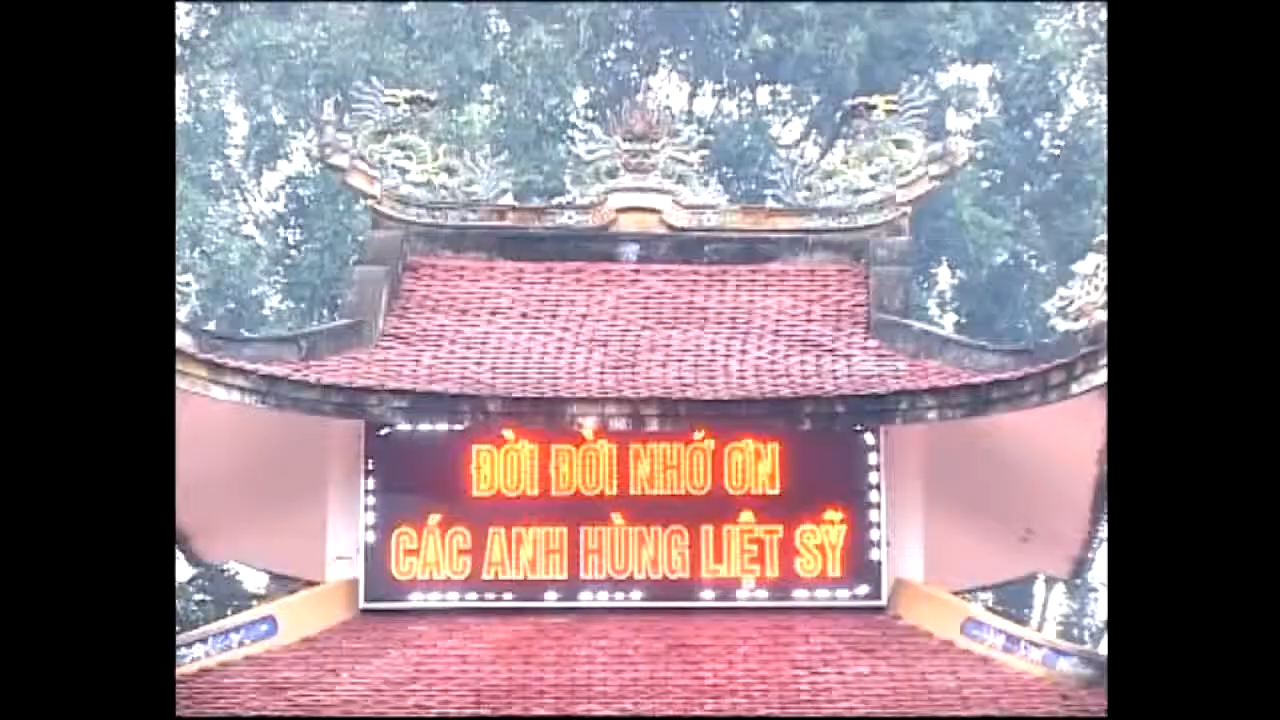 ĐỜI ĐỜI NHỚ ƠN
CÁC ANH HÙNG LIỆT SỸ